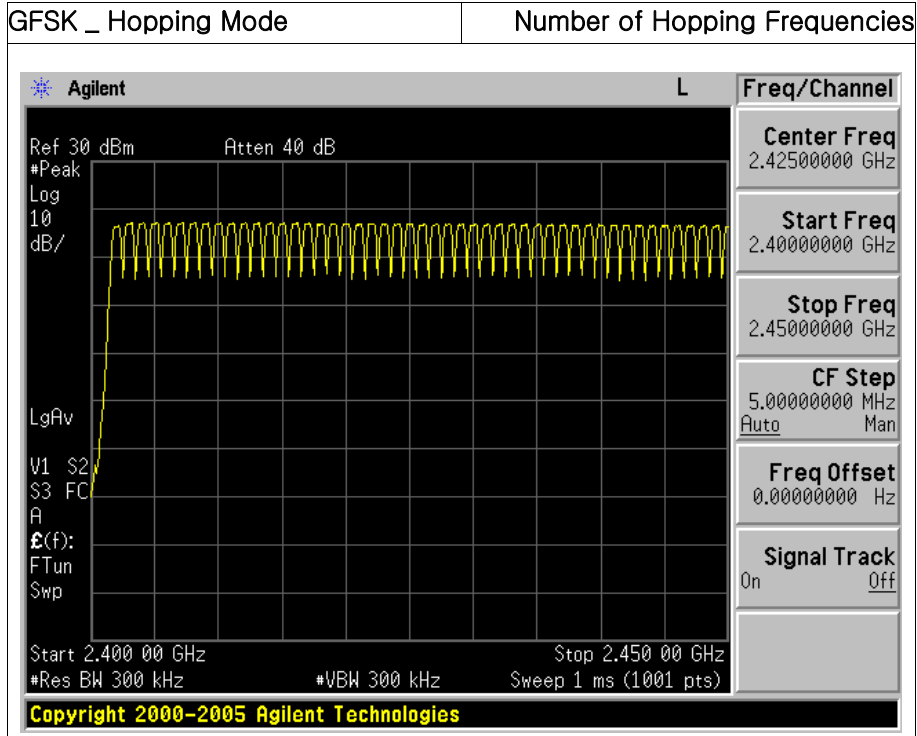 GFSK _ Hopping Mode
Number of Hopping Frequencies
Agilent
L
Freq/Channel
Ref 30 dBm
Atten 40 dB
#Peak
Log
10
dB/
LgAv
V1 S2
S3 FC
A
£(f):
FTun
Swp
Start 2.400 00 GHz
Stop 2.450 00 GHz
#Res BW 300 kHz
#VBW 300 kHz
Sweep 1 ms (1001 pts)
Copyright 2000-2005 Agilent Technologies
Center Freq
2.42500000 GHz
Start Freq
2.40000000 GHz
Stop Freq
2.45000000 GHz
CF Step
5.00000000 MHz
Auto Man
Freq Offset
0.00000000 Hz
Signal Track
On Off